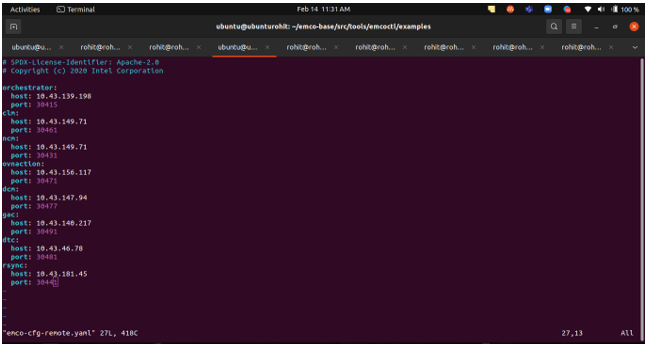 Activities Terminal Feb 14 11:31 AM 100 %
ubuntu@ubunturohit: ~/emco-base/src/tools/emcoctl/examples
ubuntu@u... × rohit@roh... × rohit@roh... × ubuntu@u... × rohit@roh... × rohit@roh... × rohit@roh... × rohit@roh... × rohit@roh... ×
# SPDX-License-Identifier: Apache-2.0
# Copyright (c) 2020 Intel Corporation
orchestrator:
host: 10.43.139.198
port: 30415
clm:
host: 10.43.149.71
port: 30461
ncm:
host: 10.43.149.71
port: 30431
ovnaction:
host: 10.43.156.117
port: 30471
dcm:
host: 10.43.147.94
port: 30477
gac:
host: 10.43.140.217
port: 30491
dtc:
host: 10.43.46.78
port: 30481
rsync:
host: 10.43.181.45
port: 30441
~
~
~
~
"emco-cfg-remote.yaml" 27L, 418C 27,13 All